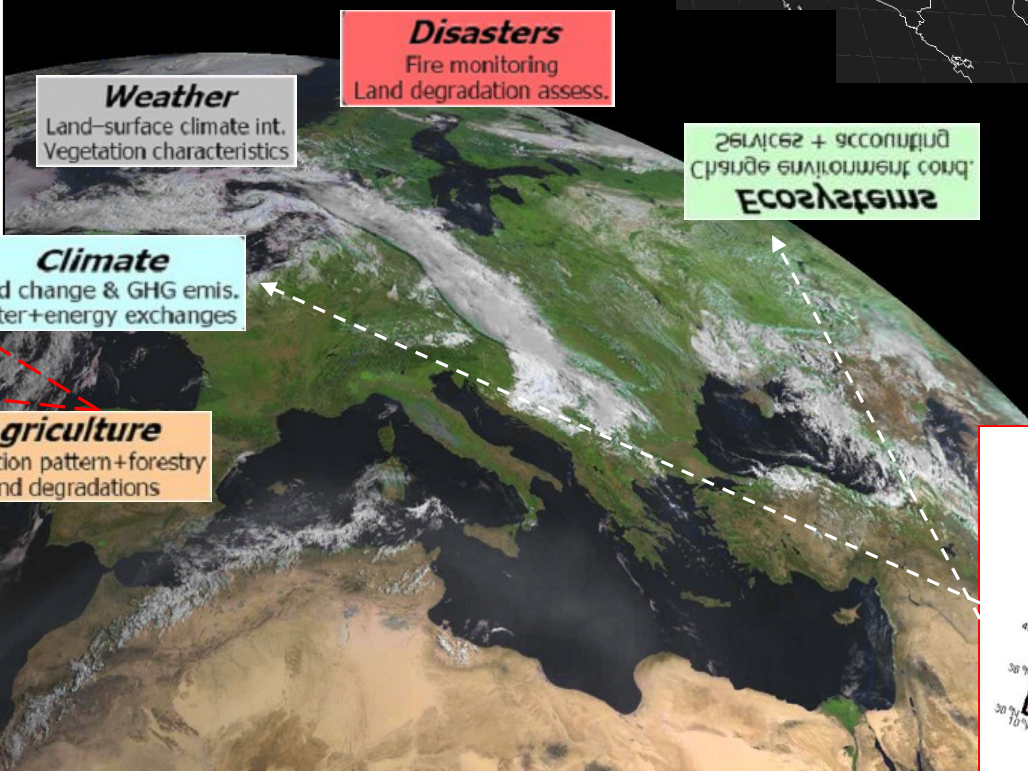 Disasters
Fire monitoring
Land degradation assess.
Weather
Land-surface climate int.
Vegetation characteristics
Ecosystems
Change environment cond.
Services + accounting
Climate
d change & GHG emis.
ter+energy exchanges
griculture
tion pattern+forestry
nd degradations